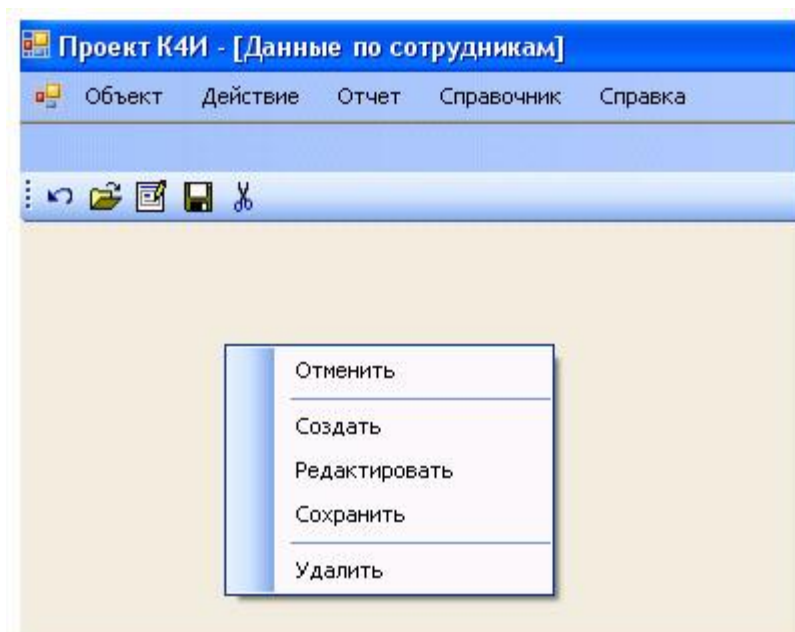 Проект К4И - [Данные по сотрудникам]
Объект Действие Отчет Справочник Справка
Отменить
Создать
Редактировать
Сохранить
Удалить